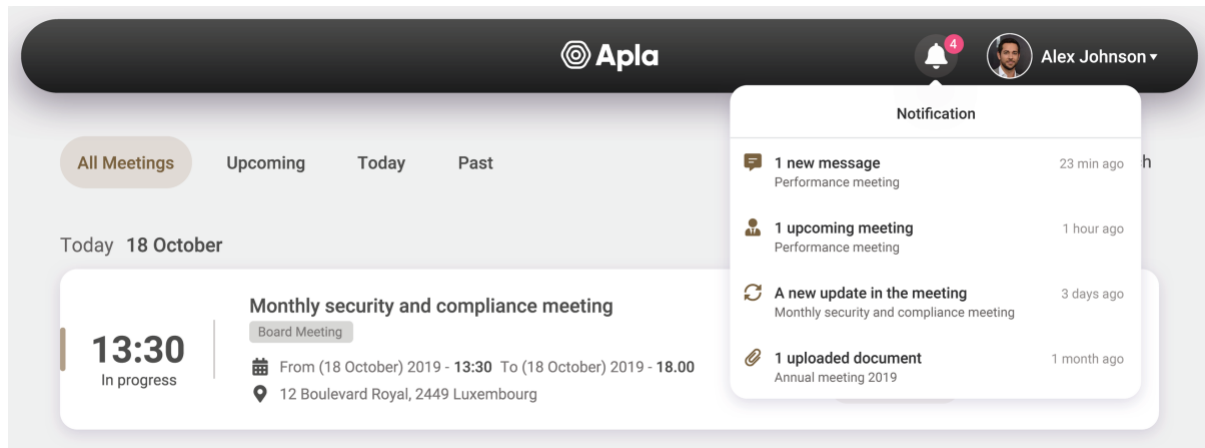 Apla
4
Alex Johnson
Notification
1 new message
23 min ago
Performance meeting
1 upcoming meeting
1 hour ago
Performance meeting
A new update in the meeting
3 days ago
Monthly security and compliance meeting
1 uploaded document
1 month ago
Annual meeting 2019
All Meetings
Upcoming
Today
Past
Today 18 October
13:30
In progress
Monthly security and compliance meeting
Board Meeting
From (18 October) 2019 - 13:30 To (18 October) 2019 - 18.00
12 Boulevard Royal, 2449 Luxembourg